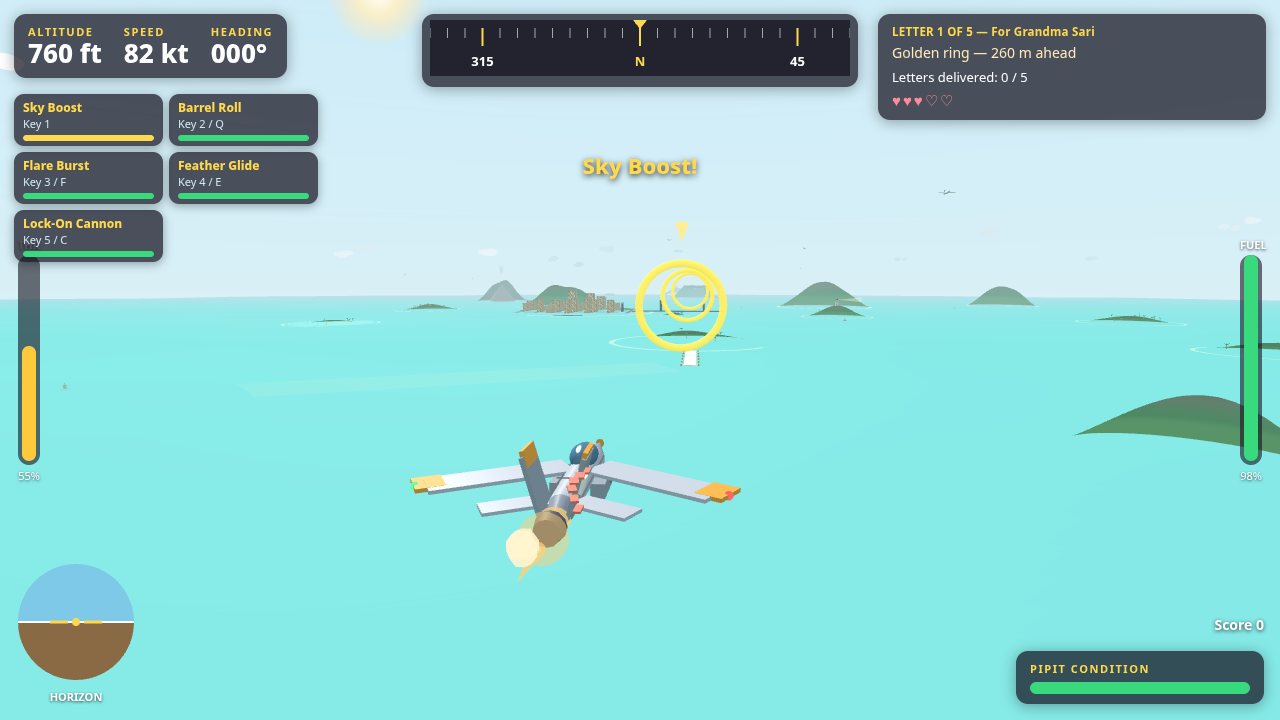 ALTITUDE SPEED HEADING
760 ft 82 kt 000°
315 N 45
LETTER 1 OF 5 — For Grandma Sari
Golden ring — 260 m ahead
Letters delivered: 0 / 5
Sky Boost
Key 1
Barrel Roll
Key 2 / Q
Flare Burst
Key 3 / F
Feather Glide
Key 4 / E
Lock-On Cannon
Key 5 / C
Sky Boost!
FUEL
55%
98%
HORIZON
Score 0
PIPIT CONDITION